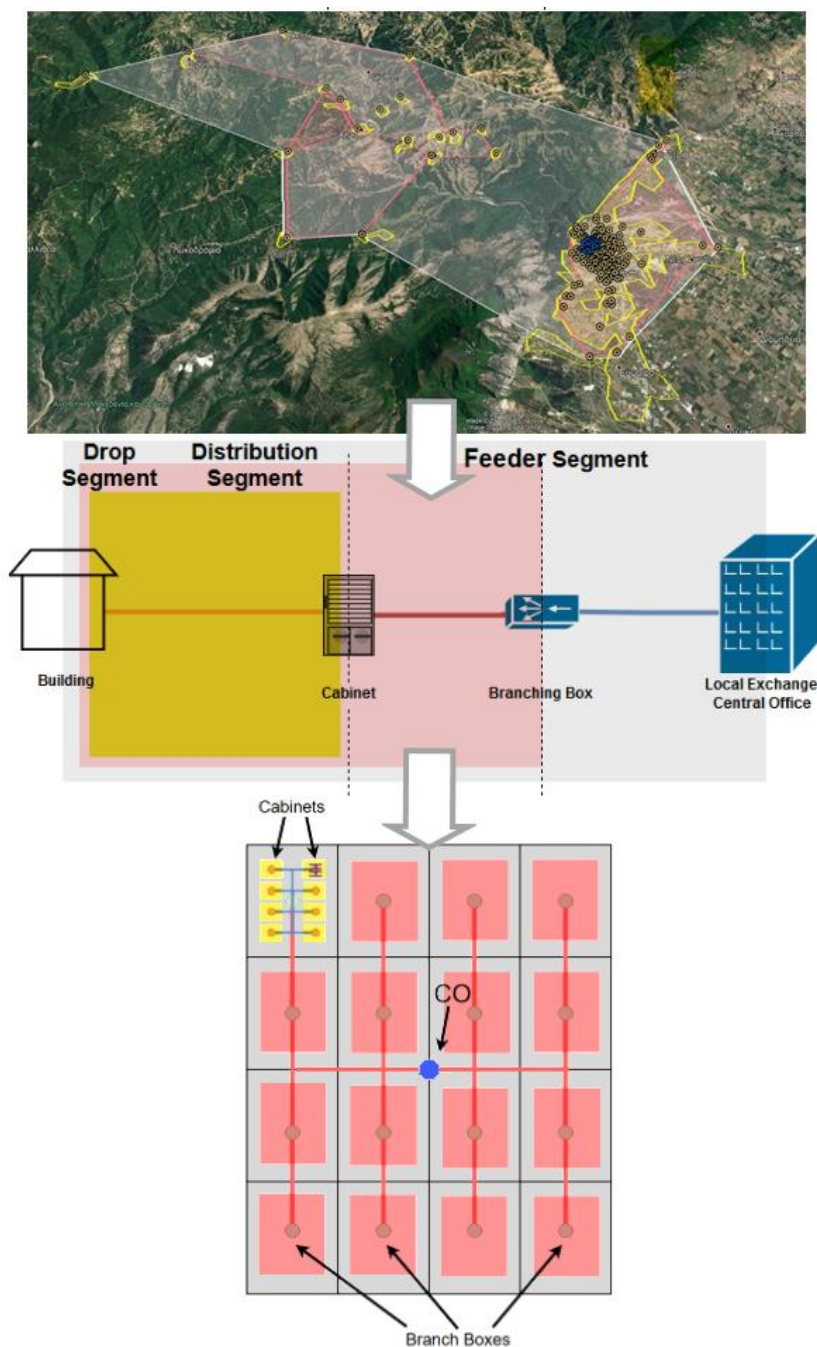 Drop
Segment
Distribution
Segment
Feeder Segment
Building
Cabinet
Branching Box
Local Exchange
Central Office
Cabinets
CO
Branch Boxes